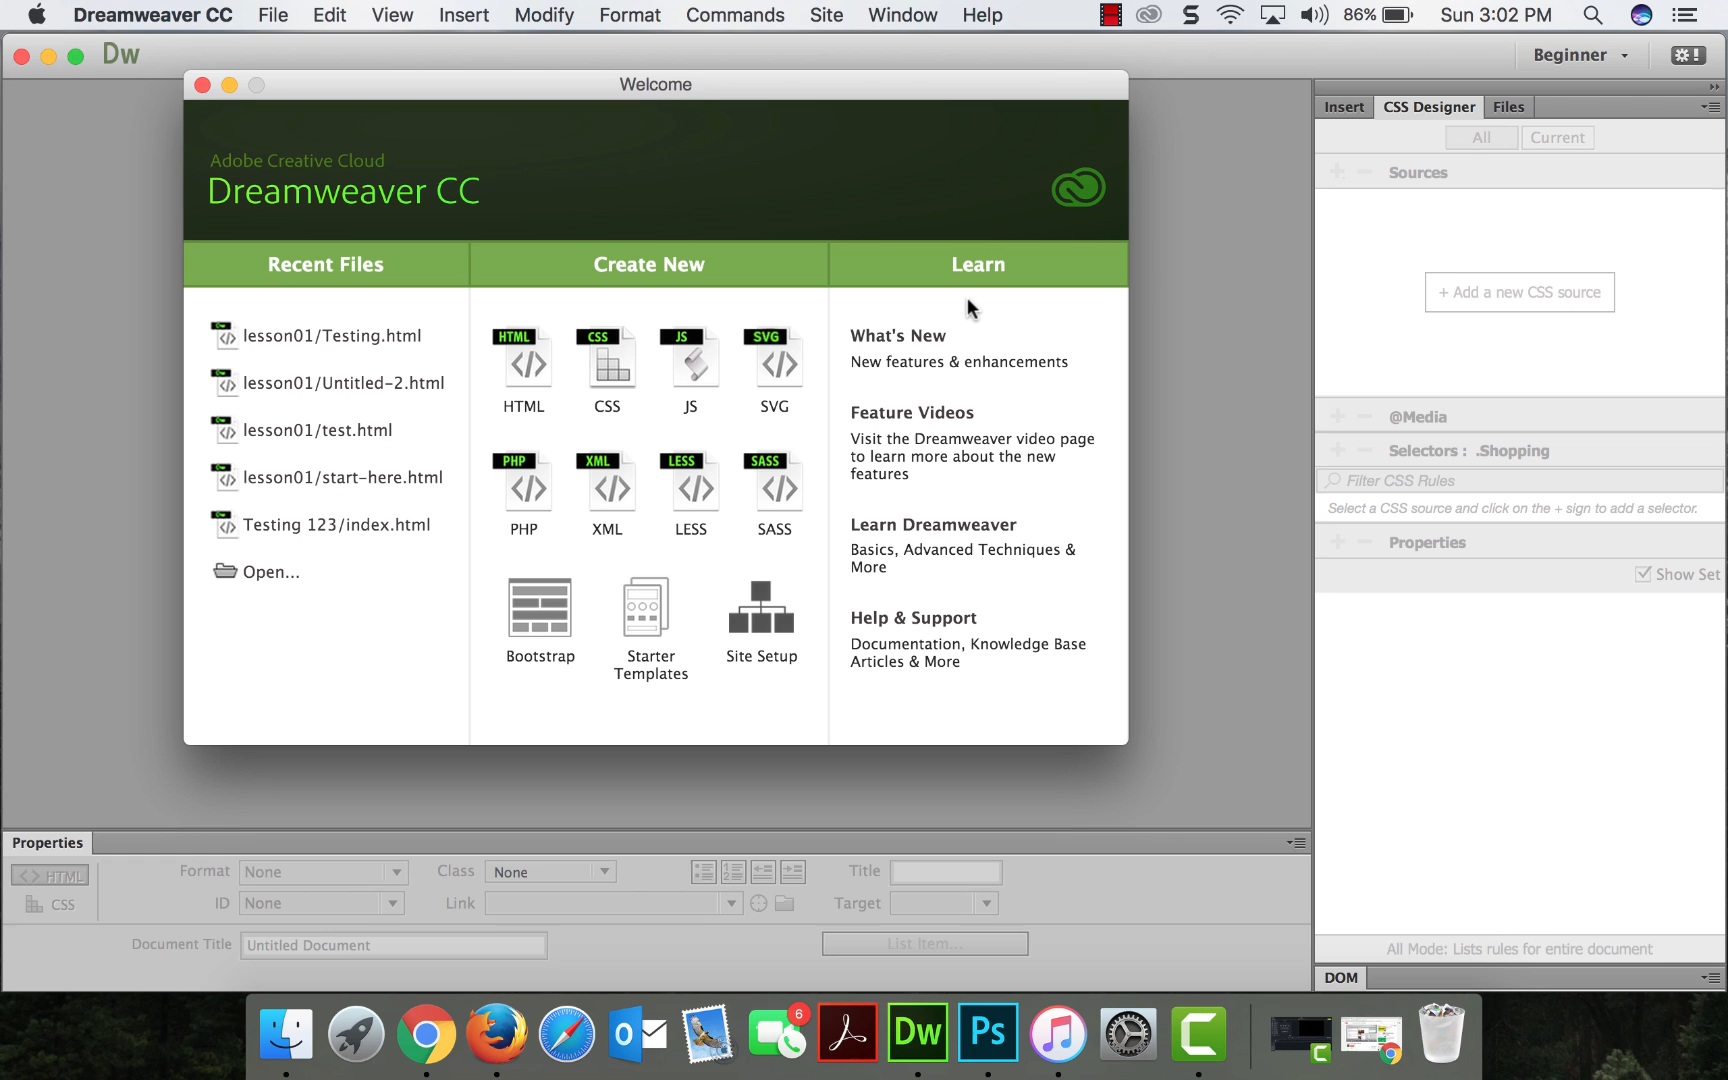 Dreamweaver CC File Edit View Insert Modify Format Commands Site Window Help S 86% Sun 3:02 PM
Dw
Beginner
Welcome
Adobe Creative Cloud
Dreamweaver CC
Recent Files
lesson01/Testing.html
lesson01/Untitled-2.html
lesson01/test.html
lesson01/start-here.html
Testing 123/index.html
Open...
Create New
HTML CSS JS SVG
HTML CSS JS SVG
PHP XML LESS SASS
PHP XML LESS SASS
Bootstrap Starter Site Setup
Templates
Learn
What's New
New features & enhancements
Feature Videos
Visit the Dreamweaver video page
to learn more about the new
features
Learn Dreamweaver
Basics, Advanced Techniques &
More
Help & Support
Documentation, Knowledge Base
Articles & More
Insert CSS Designer Files
All Current
Sources
+ Add a new CSS source
@Media
Selectors : .Shopping
Filter CSS Rules
Select a CSS source and click on the + sign to add a selector.
Properties
Show Set
All Mode: Lists rules for entire document
DOM
Properties
<> HTML Format None Class None Title
CSS ID None Link Target
Document Title Untitled Document List Item...
6
Dw Ps